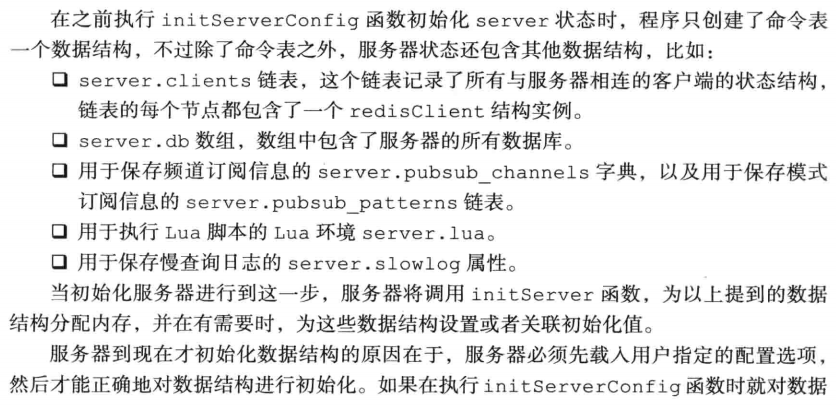 在之前执行 initServerConfig 函数初始化 server 状态时，程序只创建了命令表
一个数据结构，不过除了命令表之外，服务器状态还包含其他数据结构，比如：
❑ server.clients 链表，这个链表记录了所有与服务器相连的客户端的状态结构，
链表的每个节点都包含了一个 redisClient 结构实例。
❑ server.db 数组，数组中包含了服务器的所有数据库。
❑ 用于保存频道订阅信息的 server.pubsub_channels 字典，以及用于保存模式
订阅信息的 server.pubsub_patterns 链表。
❑ 用于执行 Lua 脚本的 Lua 环境 server.lua。
❑ 用于保存慢查询日志的 server.slowlog 属性。
当初始化服务器进行到这一步，服务器将调用 initServer 函数，为以上提到的数据
结构分配内存，并在有需要时，为这些数据结构设置或者关联初始化值。
服务器到现在才初始化数据结构的原因在于，服务器必须先载入用户指定的配置选项，
然后才能正确地对数据结构进行初始化。如果在执行 initServerConfig 函数时就对数据